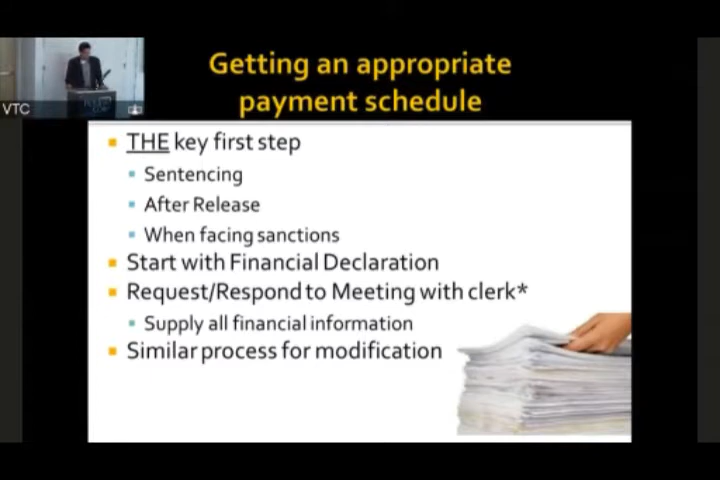 Getting an appropriate
payment schedule
VTC
THE key first step
Sentencing
After Release
When facing sanctions
Start with Financial Declaration
Request/Respond to Meeting with clerk*
Supply all financial information
Similar process for modification